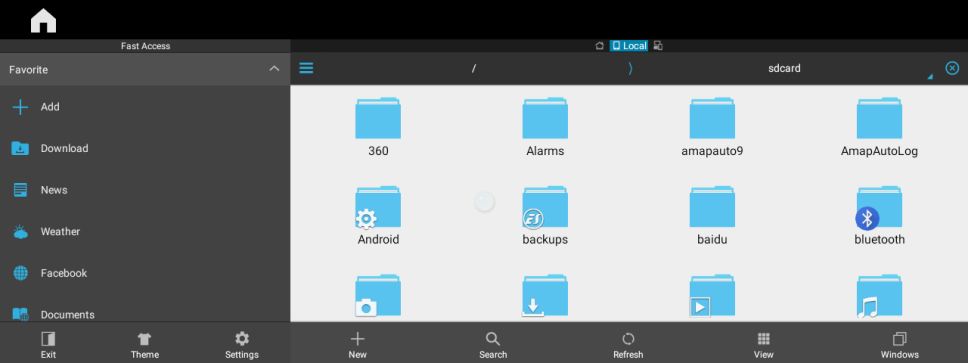 Fast Access
Local
Favorite
/
sdcard
Add
Download
News
Weather
Facebook
Documents
360
Alarms
amapauto9
AmapAutoLog
Android
backups
baidu
bluetooth
Exit
Theme
Settings
New
Search
Refresh
View
Windows